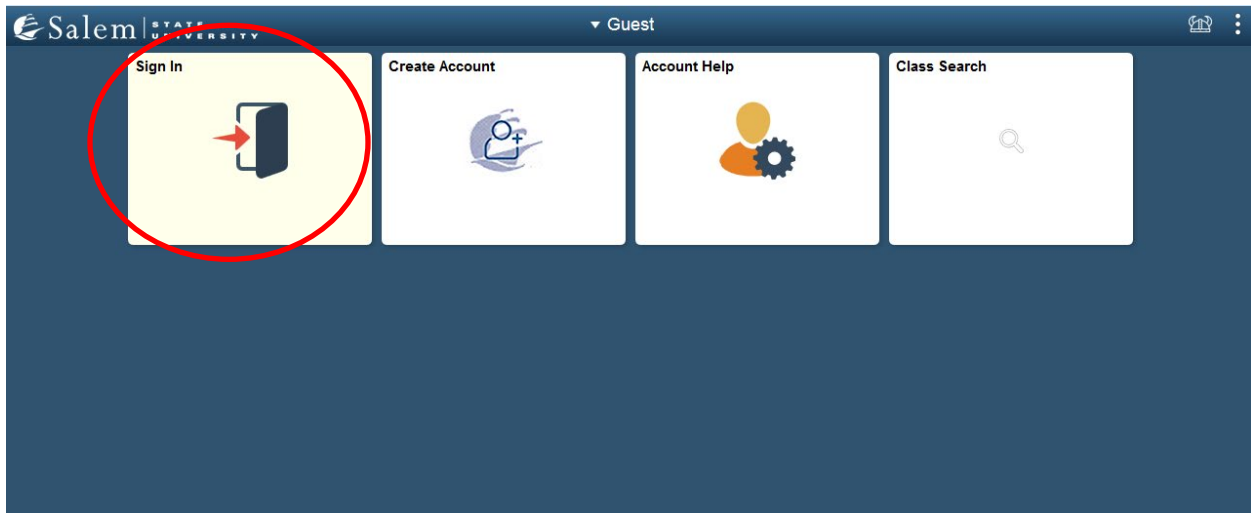 Salem STATE UNIVERSITY
Guest
Sign In
Create Account
Account Help
Class Search